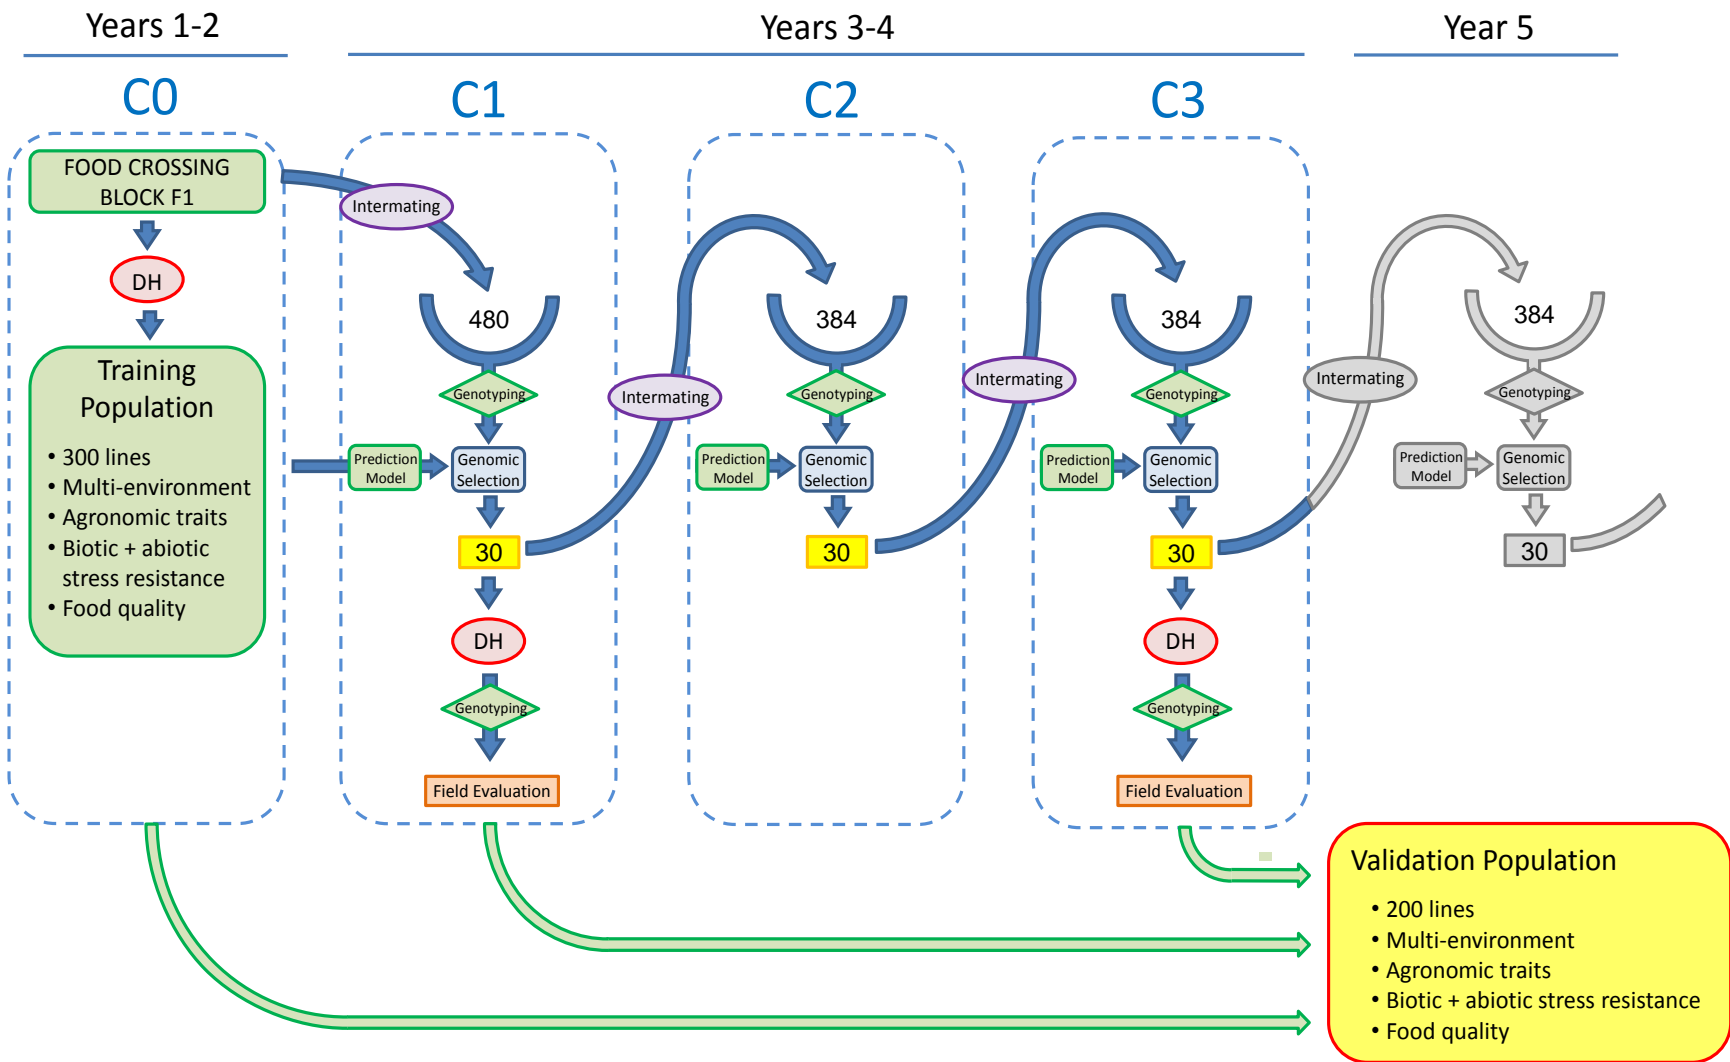 Years 1-2
Years 3-4
Year 5
C0
C1
C2
C3
FOOD CROSSING
BLOCK F1
DH
Training
Population
• 300 lines
• Multi-environment
• Agronomic traits
• Biotic + abiotic
stress resistance
• Food quality
Intermating
480
Genotyping
Prediction
Model
Genomic
Selection
30
DH
Genotyping
Field Evaluation
Intermating
384
Genotyping
Prediction
Model
Genomic
Selection
30
Intermating
384
Genotyping
Prediction
Model
Genomic
Selection
30
DH
Genotyping
Field Evaluation
Intermating
384
Genotyping
Prediction
Model
Genomic
Selection
30
Validation Population
• 200 lines
• Multi-environment
• Agronomic traits
• Biotic + abiotic stress resistance
• Food quality